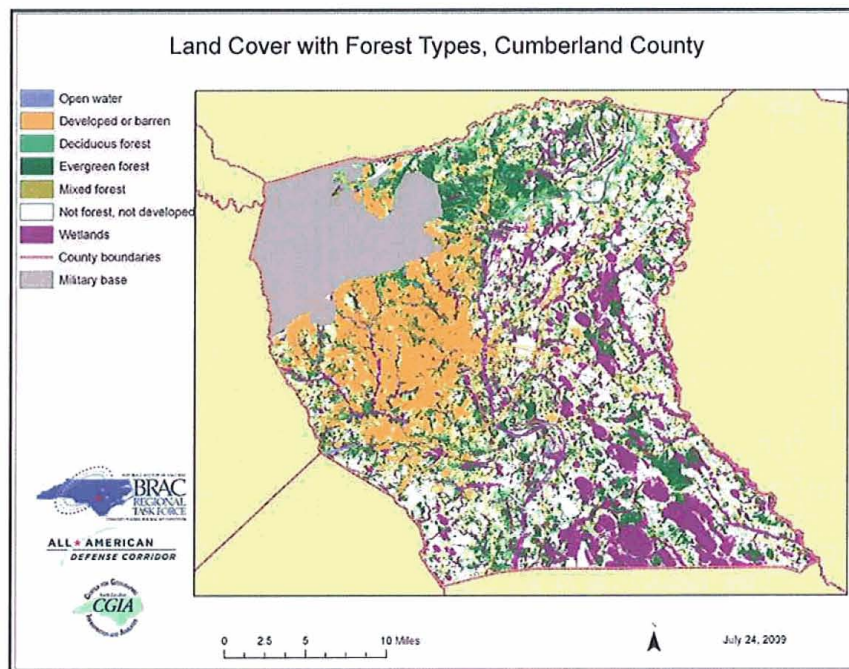 Land Cover with Forest Types, Cumberland County
Open water
Developed or barren
Deciduous forest
Evergreen forest
Mixed forest
Not forest, not developed
Wetlands
County boundaries
Military base
BRAC
REGIONAL
TASK FORCE
ALL★AMERICAN
DEFENSE CORRIDOR
CGIA
0 2.5 5 10 Miles
July 24, 2009